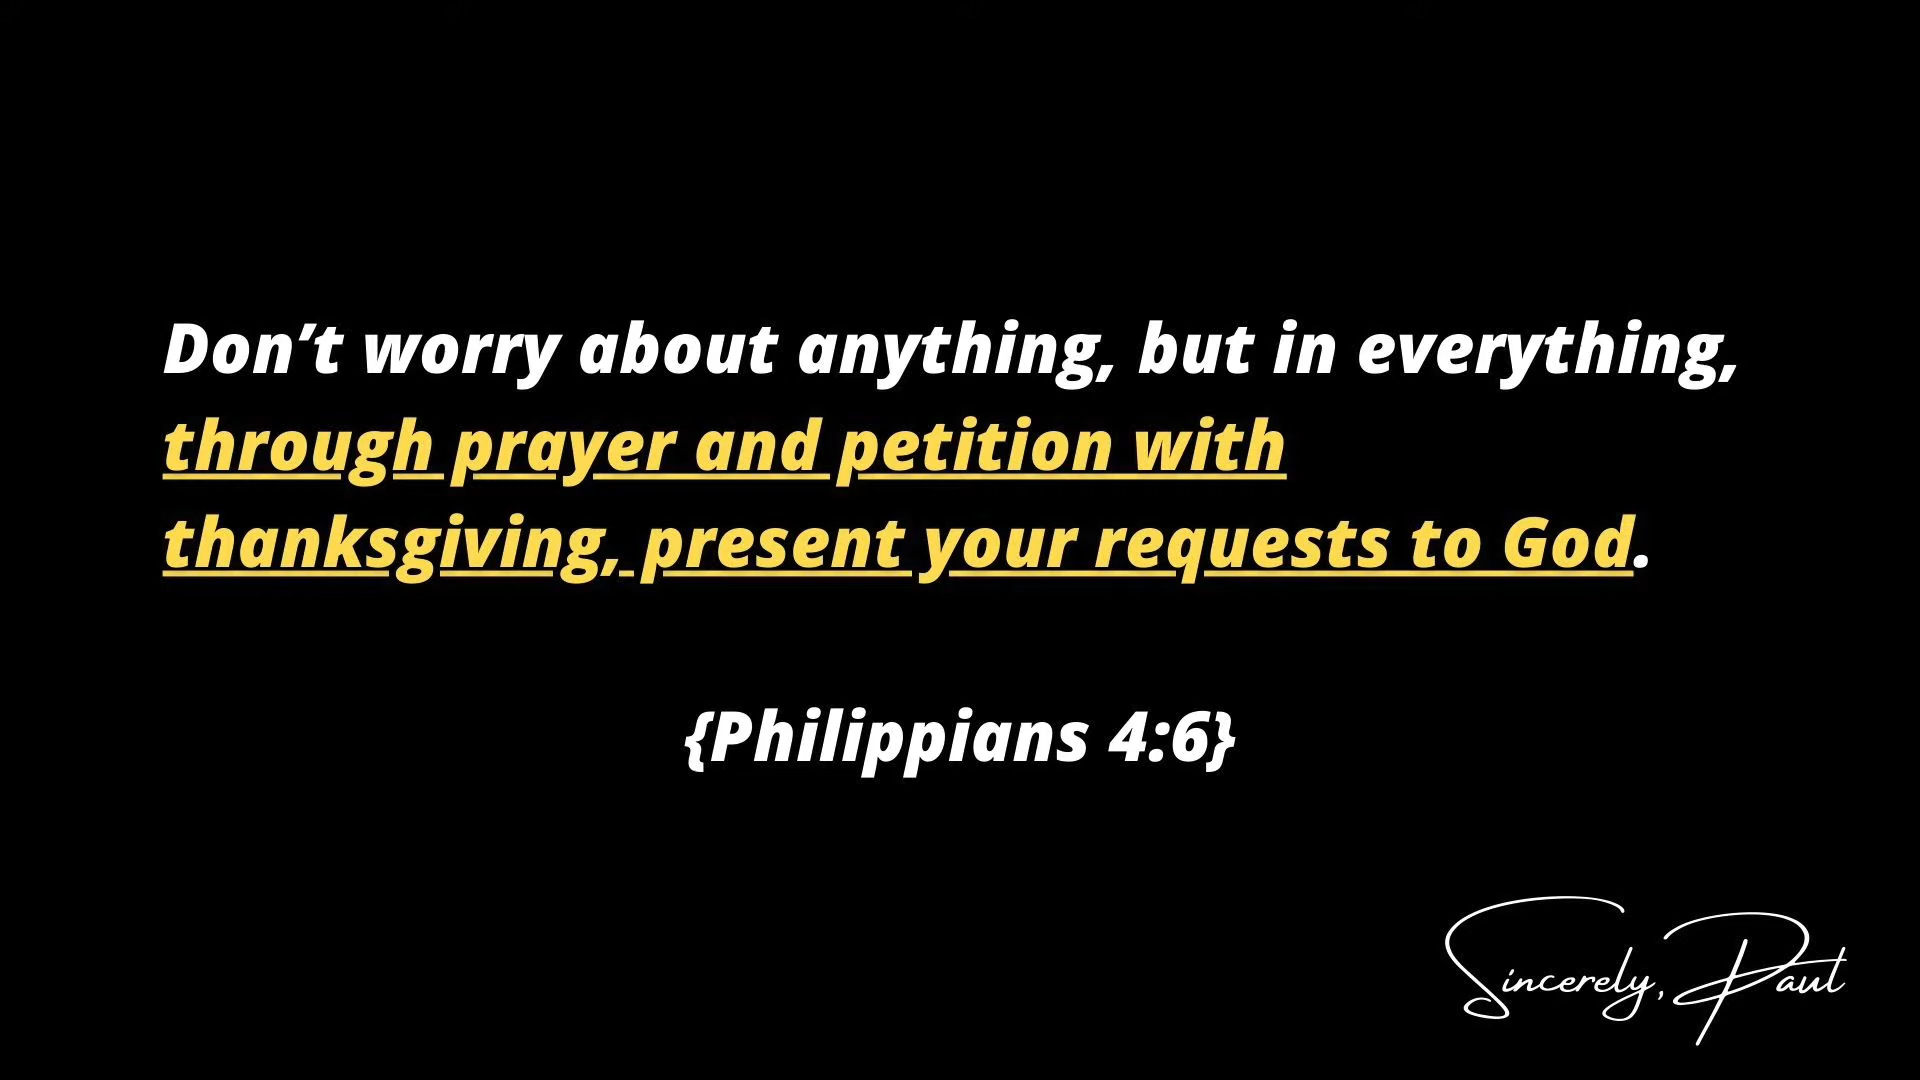 Don’t worry about anything, but in everything,
through prayer and petition with
thanksgiving, present your requests to God.
{Philippians 4:6}
Sincerely, Paul